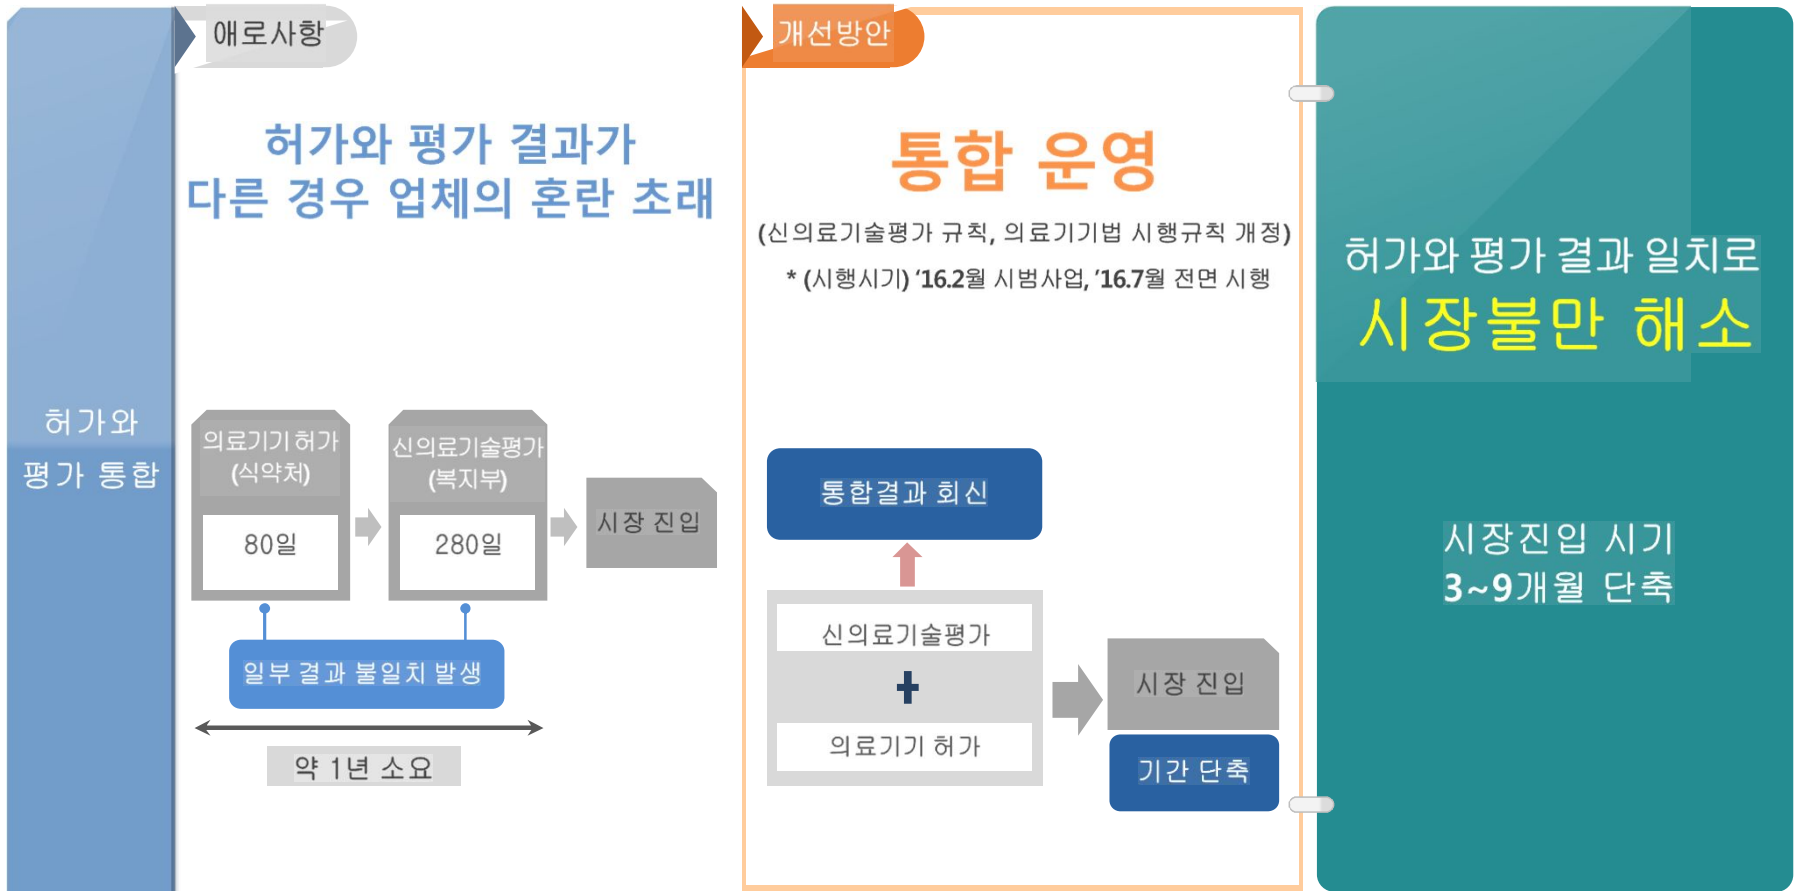 허가와
평가 통합
애로사항
허가와 평가 결과가
다른 경우 업체의 혼란 초래
의료기기 허가
(식약처)
80일
신의료기술평가
(복지부)
280일
시장 진입
일부 결과 불일치 발생
약 1년 소요
개선방안
통합 운영
(신의료기술평가 규칙, 의료기기법 시행규칙 개정)
* (시행시기) ‘16.2월 시범사업, ‘16.7월 전면 시행
통합결과 회신
신의료기술평가
+
의료기기 허가
시장 진입
기간 단축
허가와 평가 결과 일치로
시장불만 해소
시장진입 시기
3~9개월 단축